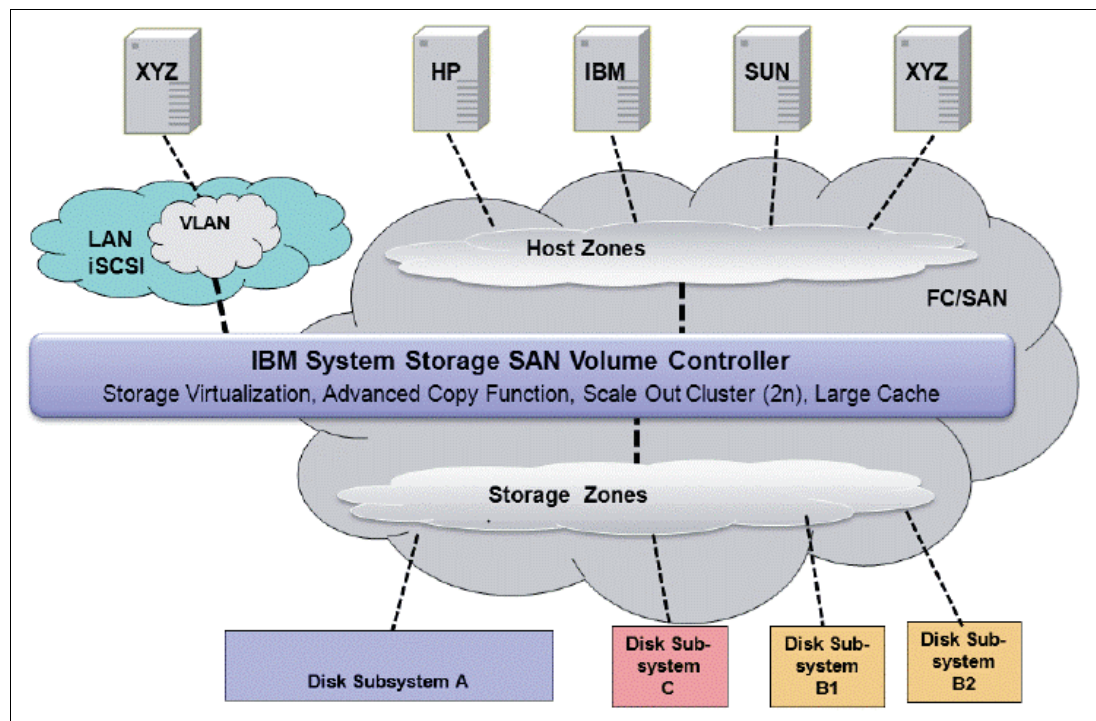 XYZ
HP
IBM
SUN
XYZ
VLAN
LAN
iSCSI
Host Zones
FC/SAN
IBM System Storage SAN Volume Controller
Storage Virtualization, Advanced Copy Function, Scale Out Cluster (2n), Large Cache
Storage Zones
Disk Subsystem A
Disk Sub-
system
C
Disk Sub-
system
B1
Disk Sub-
system
B2